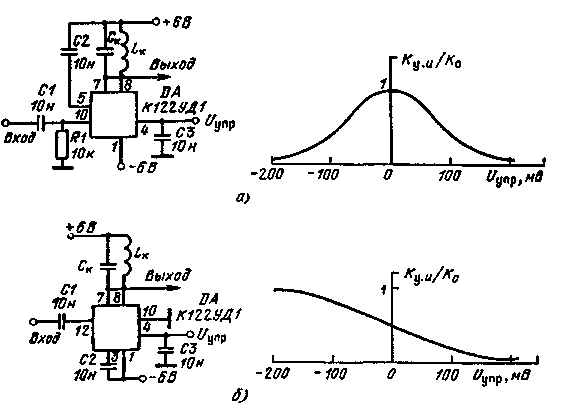 +6В
C2
10н
Cк
Lк
Выход
7
8
DA
К122УД1
C1
10н
5
10
Вход
R1
10к
4
Uупр
C3
10н
1
-6В
Kу.и/K0
1
-200
-100
0
100
Uупр, мВ
а)
+6В
Lк
Cк
Выход
C1
10н
7
8
10
DA
К122УД1
12
4
Uупр
Вход
C2
10н
3
1
C3
10н
-6В
Kу.и/K0
1
-200
-100
0
100
Uупр, мВ
б)